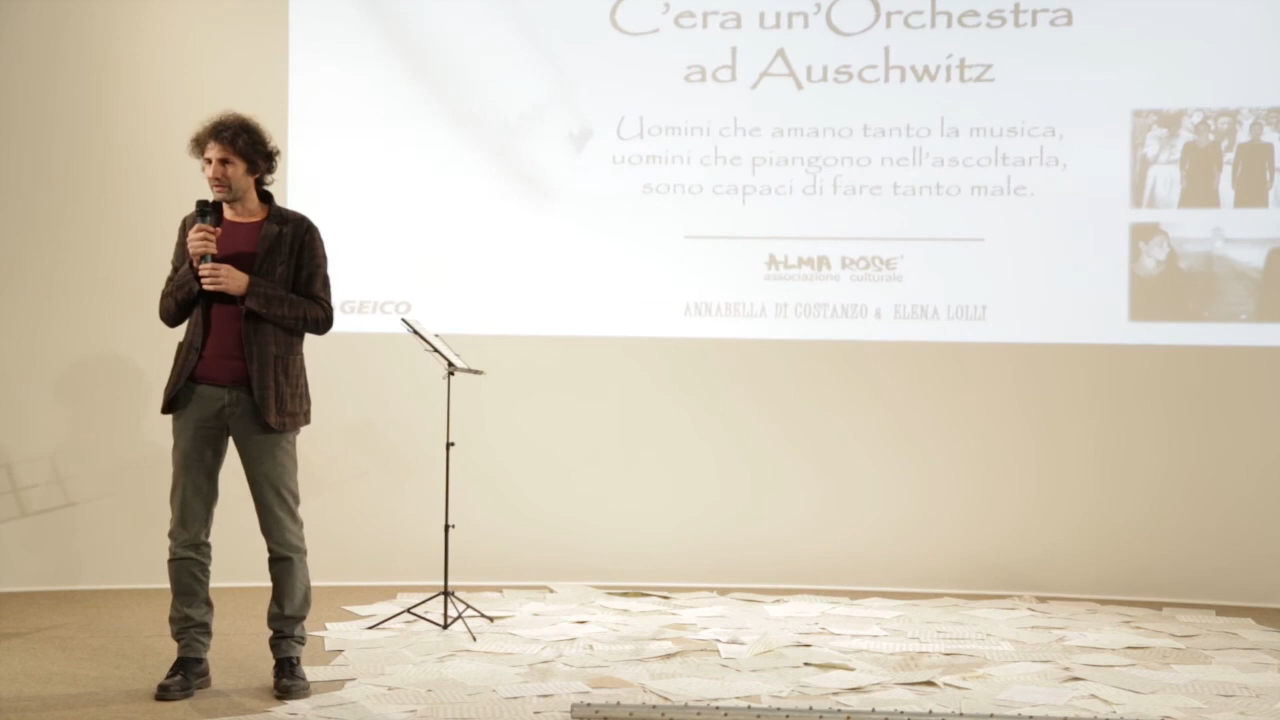 C'era un'Orchestra
ad Auschwitz
Uomini che amano tanto la musica,
uomini che piangono nell'ascoltarla,
sono capaci di fare tanto male.
ALMA ROSE'
associazione culturale
GEICO
ANNABELLA DI COSTANZO & ELENA LOLLI